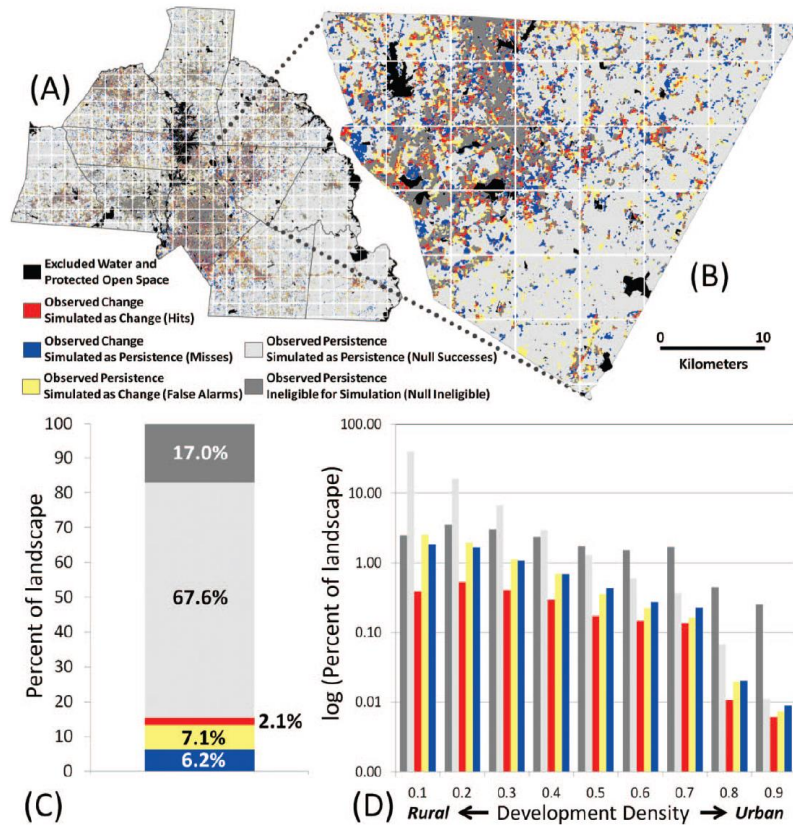 (A)
(B)
Excluded Water and
Protected Open Space
Observed Change
Simulated as Change (Hits)
Observed Change
Simulated as Persistence (Misses)
Observed Persistence
Simulated as Change (False Alarms)
Observed Persistence
Simulated as Persistence (Null Successes)
Observed Persistence
Ineligible for Simulation (Null Ineligible)
0 10
Kilometers
Percent of landscape
100
90
80
70
60
50
40
30
20
10
0
17.0%
67.6%
2.1%
7.1%
6.2%
(C)
log (Percent of landscape)
100.00
10.00
1.00
0.10
0.01
0.00
0.1 0.2 0.3 0.4 0.5 0.6 0.7 0.8 0.9
(D) Rural ← Development Density → Urban